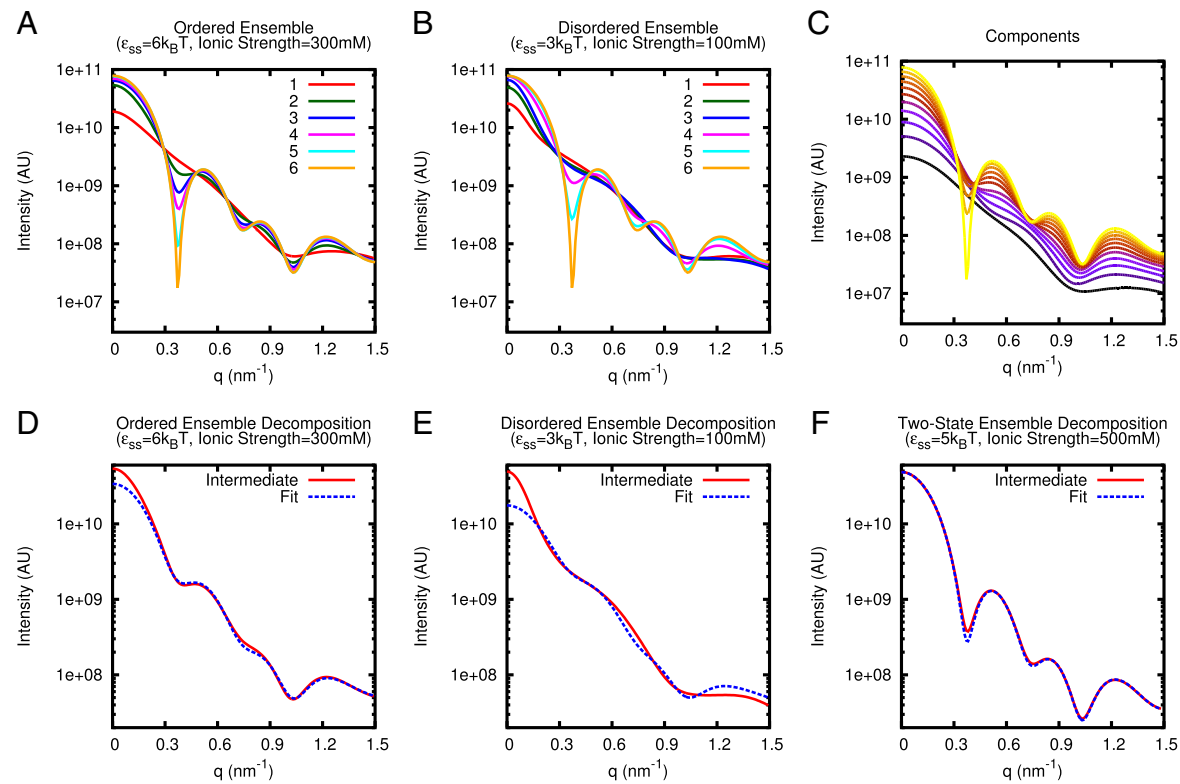 A
Ordered Ensemble
(εss=6kBT, Ionic Strength=300mM)
1e+11
1e+10
1e+09
1e+08
1e+07
Intensity (AU)
0 0.3 0.6 0.9 1.2 1.5
q (nm-1)
1
2
3
4
5
6
B
Disordered Ensemble
(εss=3kBT, Ionic Strength=100mM)
1e+11
1e+10
1e+09
1e+08
1e+07
Intensity (AU)
0 0.3 0.6 0.9 1.2 1.5
q (nm-1)
1
2
3
4
5
6
C
Components
1e+11
1e+10
1e+09
1e+08
1e+07
Intensity (AU)
0 0.3 0.6 0.9 1.2 1.5
q (nm-1)
D
Ordered Ensemble Decomposition
(εss=6kBT, Ionic Strength=300mM)
Intermediate
Fit
1e+10
1e+09
1e+08
Intensity (AU)
0 0.3 0.6 0.9 1.2 1.5
q (nm-1)
E
Disordered Ensemble Decomposition
(εss=3kBT, Ionic Strength=100mM)
Intermediate
Fit
1e+10
1e+09
1e+08
Intensity (AU)
0 0.3 0.6 0.9 1.2 1.5
q (nm-1)
F
Two-State Ensemble Decomposition
(εss=5kBT, Ionic Strength=500mM)
Intermediate
Fit
1e+10
1e+09
1e+08
Intensity (AU)
0 0.3 0.6 0.9 1.2 1.5
q (nm-1)